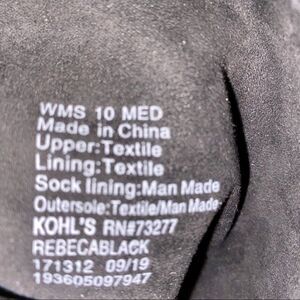 WMS 10 MED
Made in China
Upper:Textile
Lining:Textile
Sock lining:Man Made
Outersole:Textile/Man Made
KOHL'S RN#73277
REBECABLACK
171312 09/19
193605097947